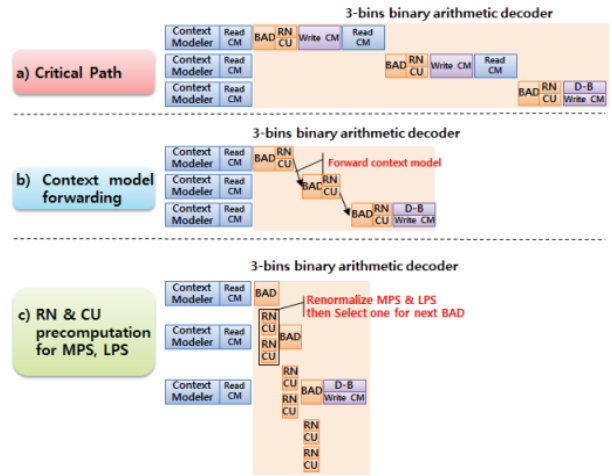 3-bins binary arithmetic decoder
Context Modeler Read CM BAD RN CU Write CM Read CM
a) Critical Path
Context Modeler Read CM BAD RN CU Write CM Read CM
Context Modeler Read CM BAD RN CU D-B Write CM
3-bins binary arithmetic decoder
Context Modeler Read CM BAD RN CU Forward context model
b) Context model forwarding
Context Modeler Read CM BAD RN CU
Context Modeler Read CM BAD RN CU D-B Write CM
3-bins binary arithmetic decoder
Context Modeler Read CM BAD
Renormalize MPS & LPS
then Select one for next BAD
c) RN & CU
precomputation
for MPS, LPS
RN CU
Context Modeler Read CM RN CU BAD
RN CU
Context Modeler Read CM RN CU BAD D-B Write CM
RN CU
RN CU